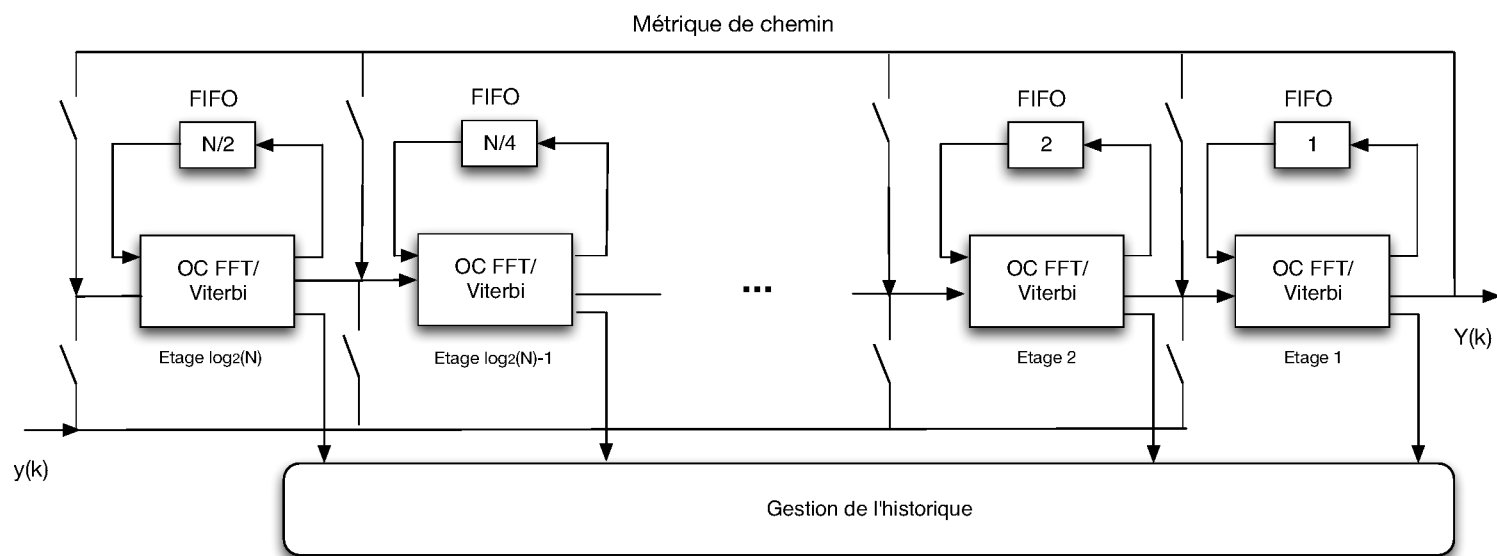 Métrique de chemin
FIFO
FIFO
FIFO
FIFO
N/2
N/4
2
1
OC FFT/
Viterbi
OC FFT/
Viterbi
...
OC FFT/
Viterbi
OC FFT/
Viterbi
Etage log2(N)
Etage log2(N)-1
Etage 2
Etage 1
Y(k)
y(k)
Gestion de l'historique